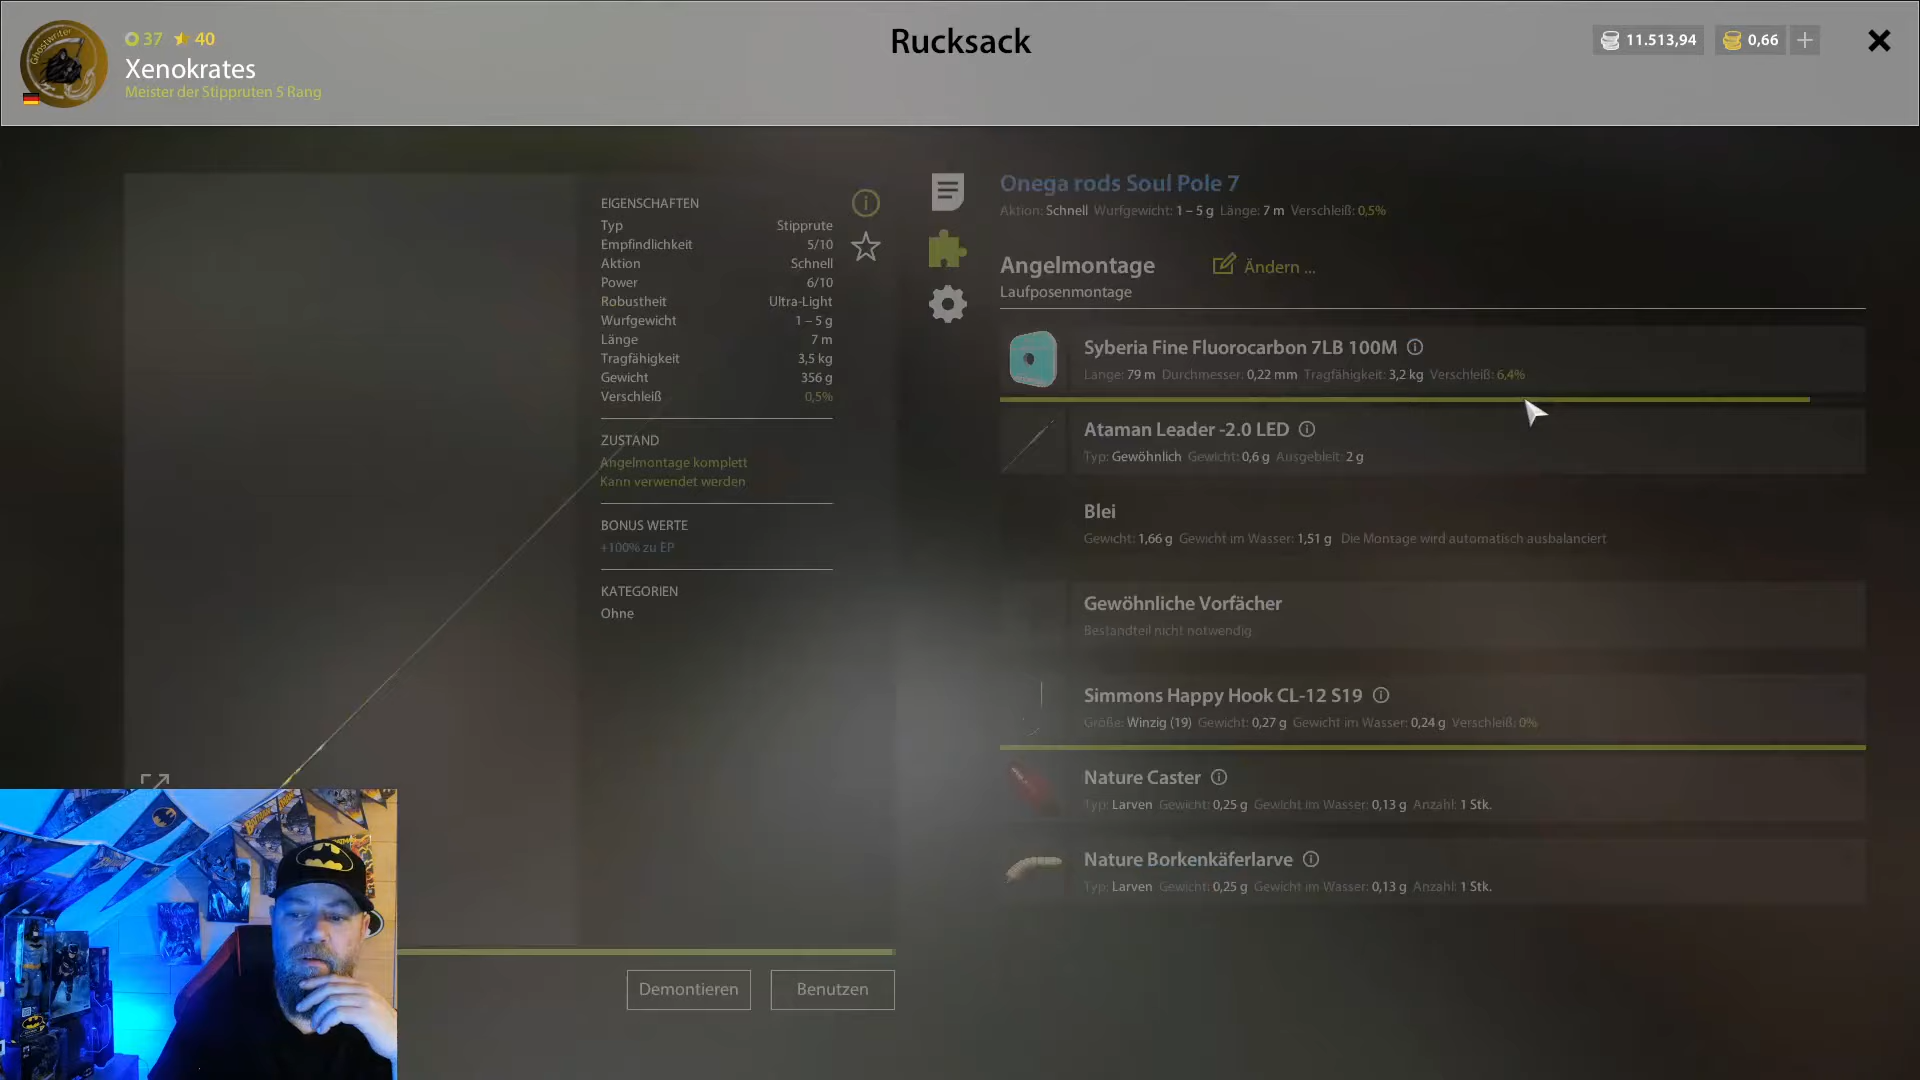 Rucksack
Ghostwriter
37 40
Xenokrates
Meister der Stippruten 5 Rang
11.513,94 0,66
EIGENSCHAFTEN
Typ Stipprute
Empfindlichkeit 5/10
Aktion Schnell
Power 6/10
Robustheit Ultra-Light
Wurfgewicht 1 – 5 g
Länge 7 m
Tragfähigkeit 3,5 kg
Gewicht 356 g
Verschleiß 0,5%
ZUSTAND
Angelmontage komplett
Kann verwendet werden
BONUS WERTE
+100% zu EP
KATEGORIEN
Ohne
Demontieren Benutzen
Onega rods Soul Pole 7
Aktion: Schnell Wurfgewicht: 1 – 5 g Länge: 7 m Verschleiß: 0,5%
Angelmontage Ändern ...
Laufposenmontage
Syberia Fine Fluorocarbon 7LB 100M
Länge: 79 m Durchmesser: 0,22 mm Tragfähigkeit: 3,2 kg Verschleiß: 6,4%
Ataman Leader -2.0 LED
Typ: Gewöhnlich Gewicht: 0,6 g Ausgebleit: 2 g
Blei
Gewicht: 1,66 g Gewicht im Wasser: 1,51 g Die Montage wird automatisch ausbalanciert
Gewöhnliche Vorfächer
Bestandteil nicht notwendig
Simmons Happy Hook CL-12 S19
Größe: Winzig (19) Gewicht: 0,27 g Gewicht im Wasser: 0,24 g Verschleiß: 0%
Nature Caster
Typ: Larven Gewicht: 0,25 g Gewicht im Wasser: 0,13 g Anzahl: 1 Stk.
Nature Borkenkäferlarve
Typ: Larven Gewicht: 0,25 g Gewicht im Wasser: 0,13 g Anzahl: 1 Stk.